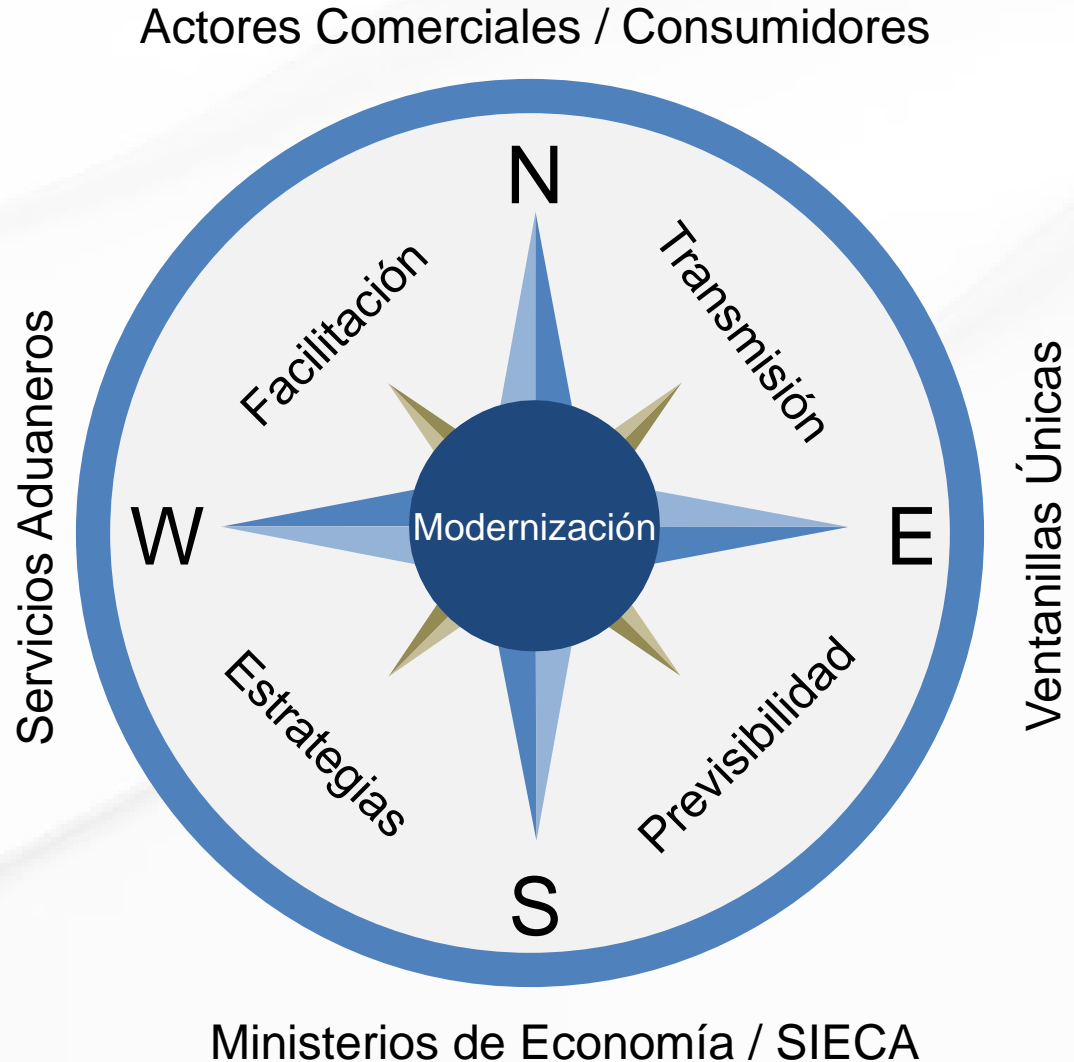 Actores Comerciales / Consumidores
N
Facilitación
Transmisión
Servicios Aduaneros
W
Modernización
E
Ventanillas Únicas
Estrategias
Previsibilidad
S
Ministerios de Economía / SIECA